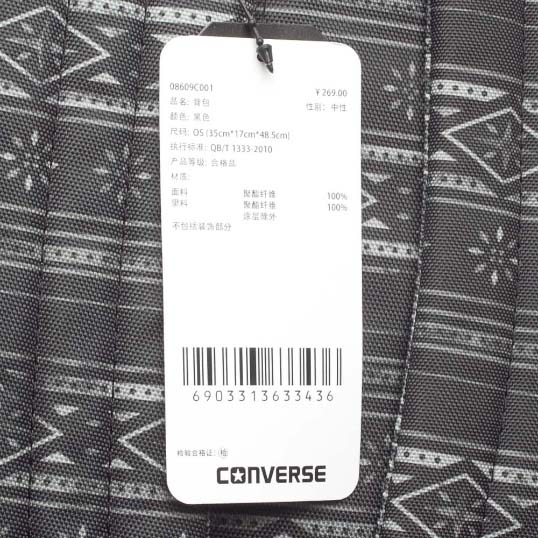 08609C001 ¥ 269.00
品名: 背包 性别: 中性
颜色: 黑色
尺码: OS (35cm*17cm*48.5cm)
执行标准: QB/T 1333-2010
产品等级: 合格品
材质:
面料 聚酯纤维 100%
里料 聚酯纤维 100%
涂层除外
不包括装饰部分
6903313633436
检验合格证: 检
CONVERSE